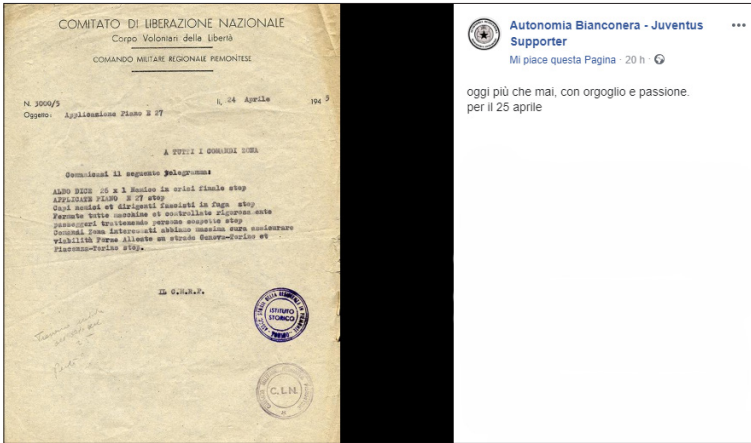 COMITATO DI LIBERAZIONE NAZIONALE
Corpo Volontari della Libertà
COMANDO MILITARE REGIONALE PIEMONTESE
N. 3000/5
li, 24 Aprile 1945
Oggetto: Applicazione Piano E 27
A TUTTI I COMANDI ZONA
Comunicasi il seguente telegramma:
ALDO DICE 26 x 1 Nemico in crisi finale stop
APPLICATE PIANO E 27 stop
Capi nemici et dirigenti fascisti in fuga stop
Fermate tutte macchine et controllate rigorosamente
passeggeri trattenendo persone sospette stop
Comandi Zona interessati abbiano massima cura assicurare
viabilità Forze Alleate su strade Genova-Torino et
Piacenza-Torino stop.
IL C.M.R.P.
ISTITUTO
STORICO
TORINO
C.L.N.
Autonomia Bianconera - Juventus
Supporter
Mi piace questa Pagina · 20 h ·
oggi più che mai, con orgoglio e passione.
per il 25 aprile